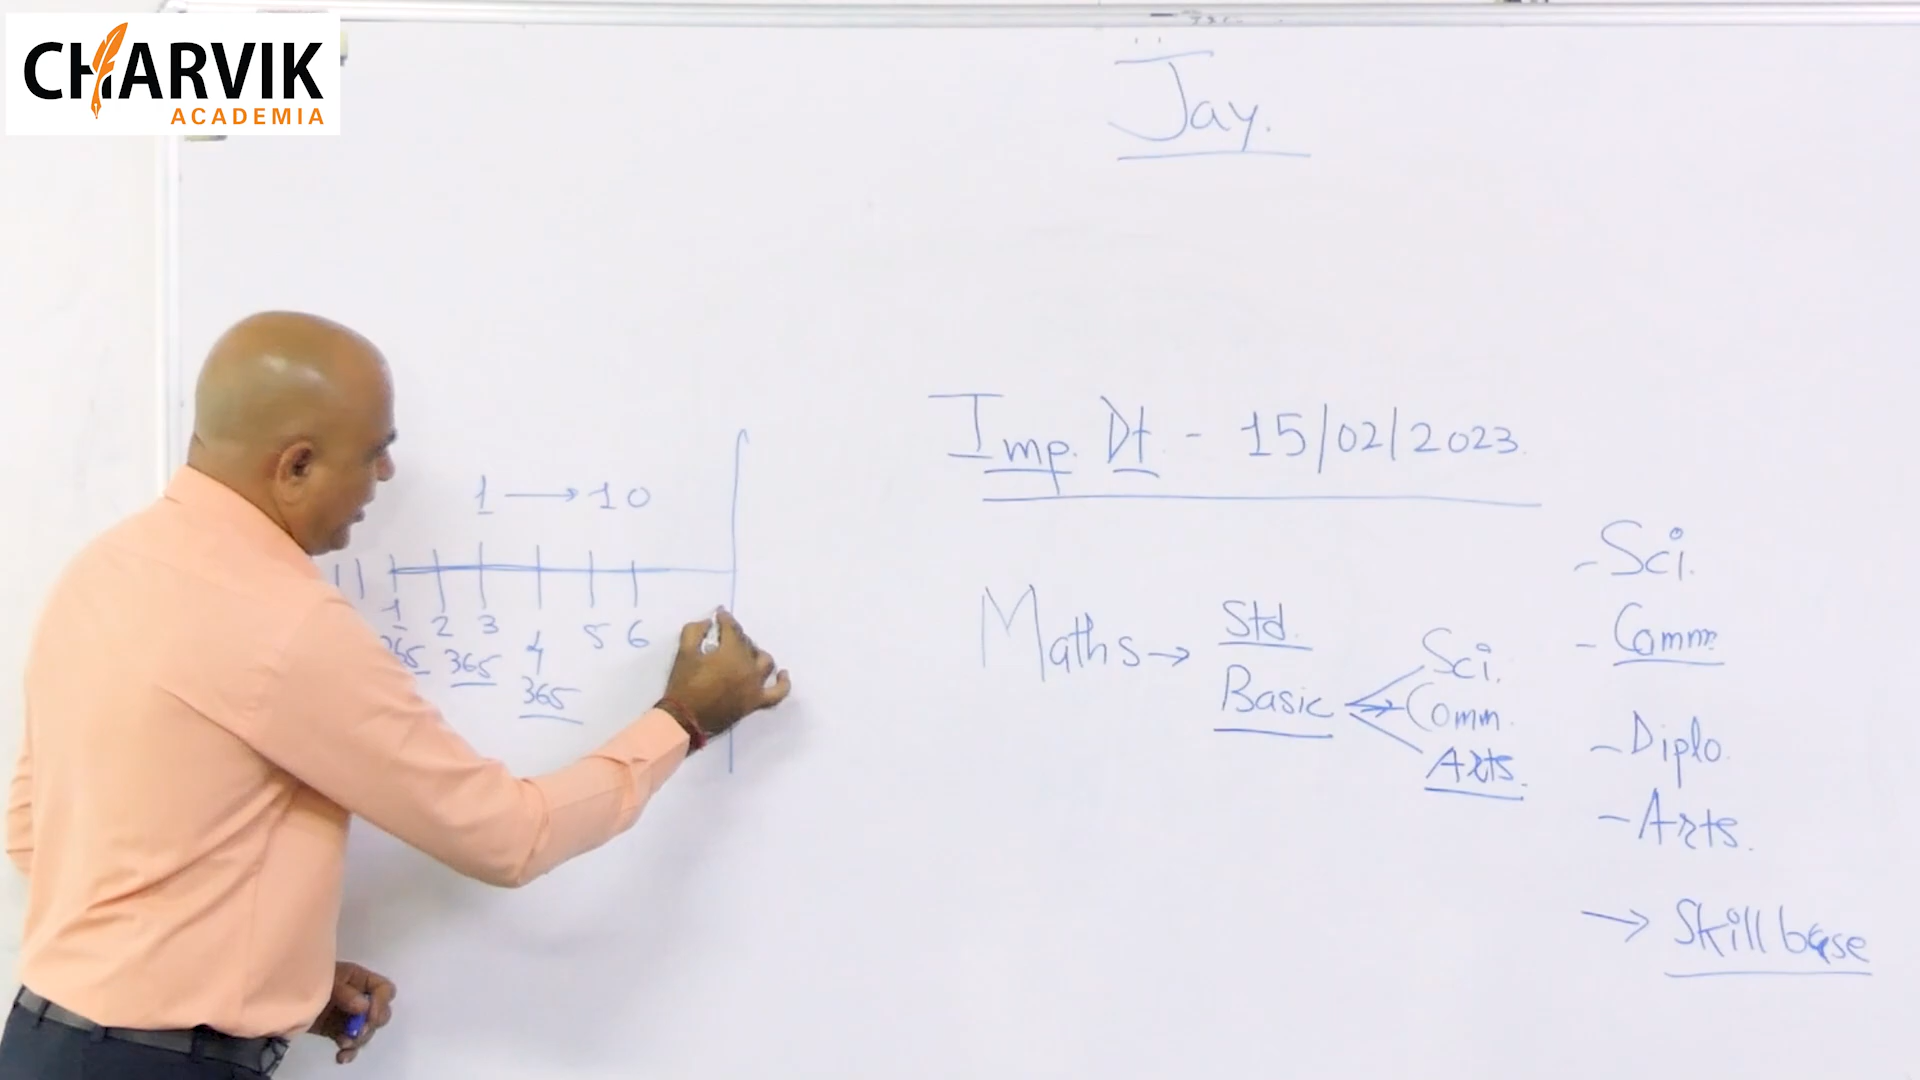 CHARVIK
ACADEMIA
Jay.
1 → 10
1 2 3 4 5 6
365 365 365
Imp. Dt - 15/02/2023
Maths → Std.
Basic
Sci.
Comm.
Arts.
- Sci.
- Comm.
- Diplo.
- Arts.
→ Skill base